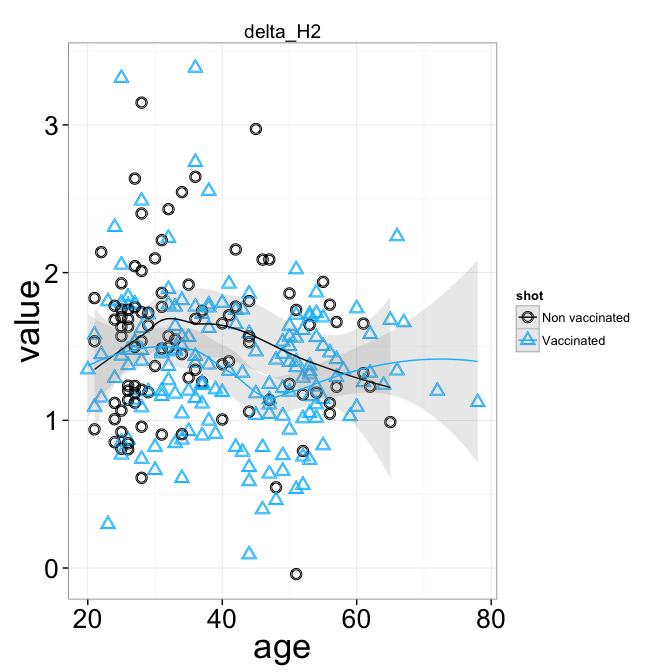 delta_H2
value
3
2
1
0
20 40 60 80
age
shot
Non vaccinated
Vaccinated